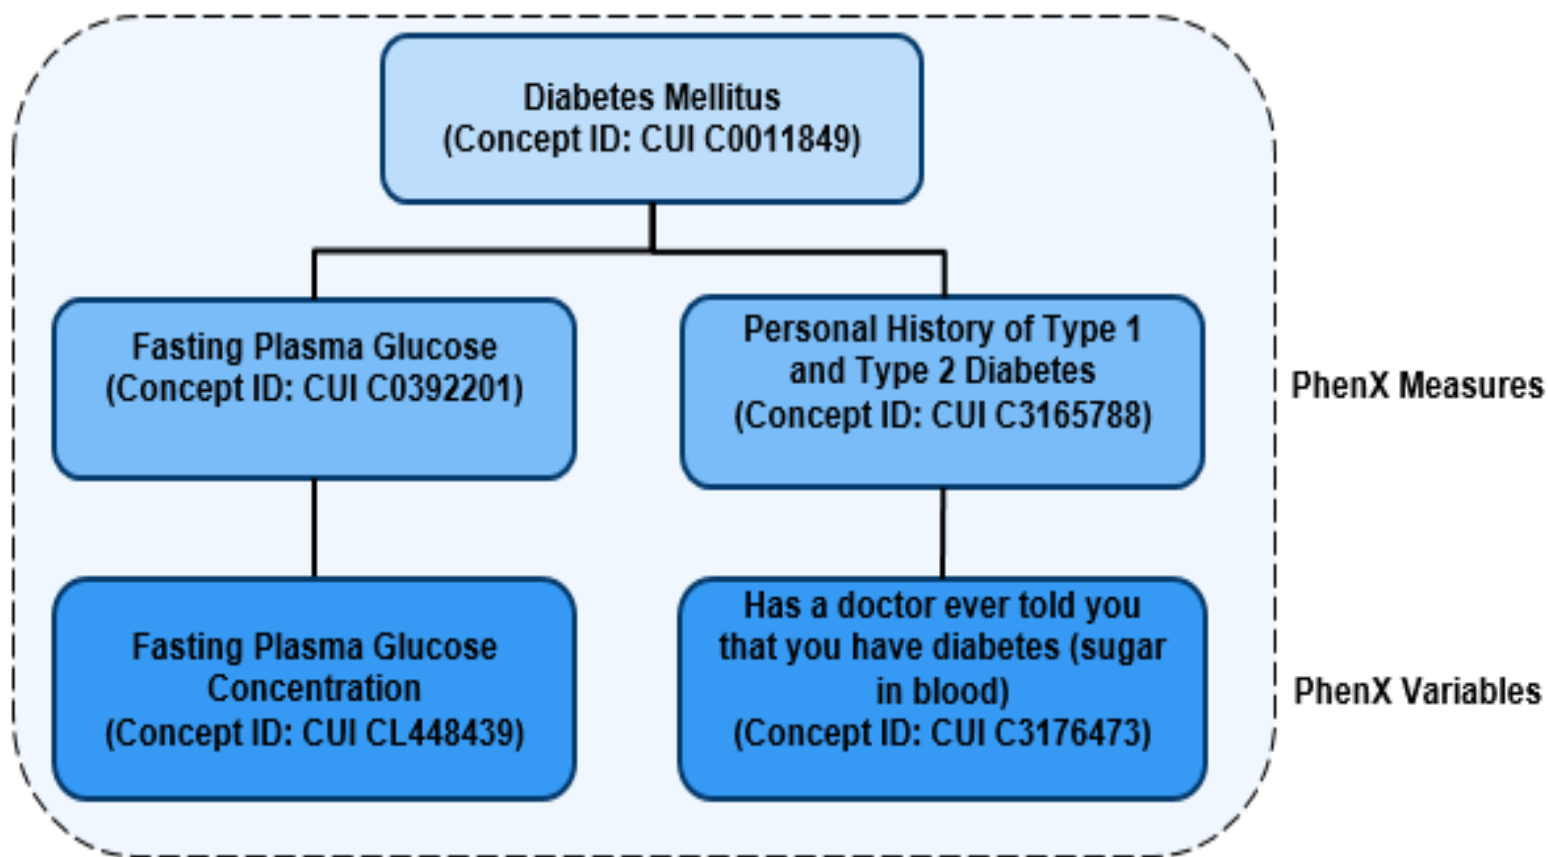 Diabetes Mellitus
(Concept ID: CUI C0011849)
Fasting Plasma Glucose
(Concept ID: CUI C0392201)
Personal History of Type 1
and Type 2 Diabetes
(Concept ID: CUI C3165788)
PhenX Measures
Fasting Plasma Glucose
Concentration
(Concept ID: CUI CL448439)
Has a doctor ever told you
that you have diabetes (sugar
in blood)
(Concept ID: CUI C3176473)
PhenX Variables